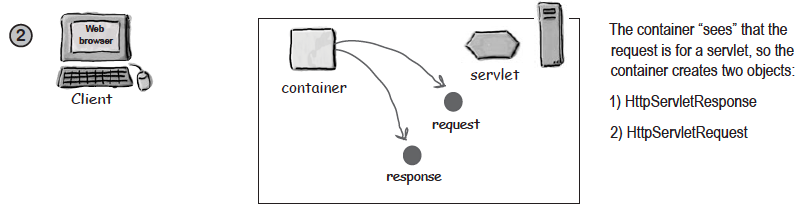 2
Web
browser
Client
container
servlet
request
response
The container “sees” that the
request is for a servlet, so the
container creates two objects:
1) HttpServletResponse
2) HttpServletRequest